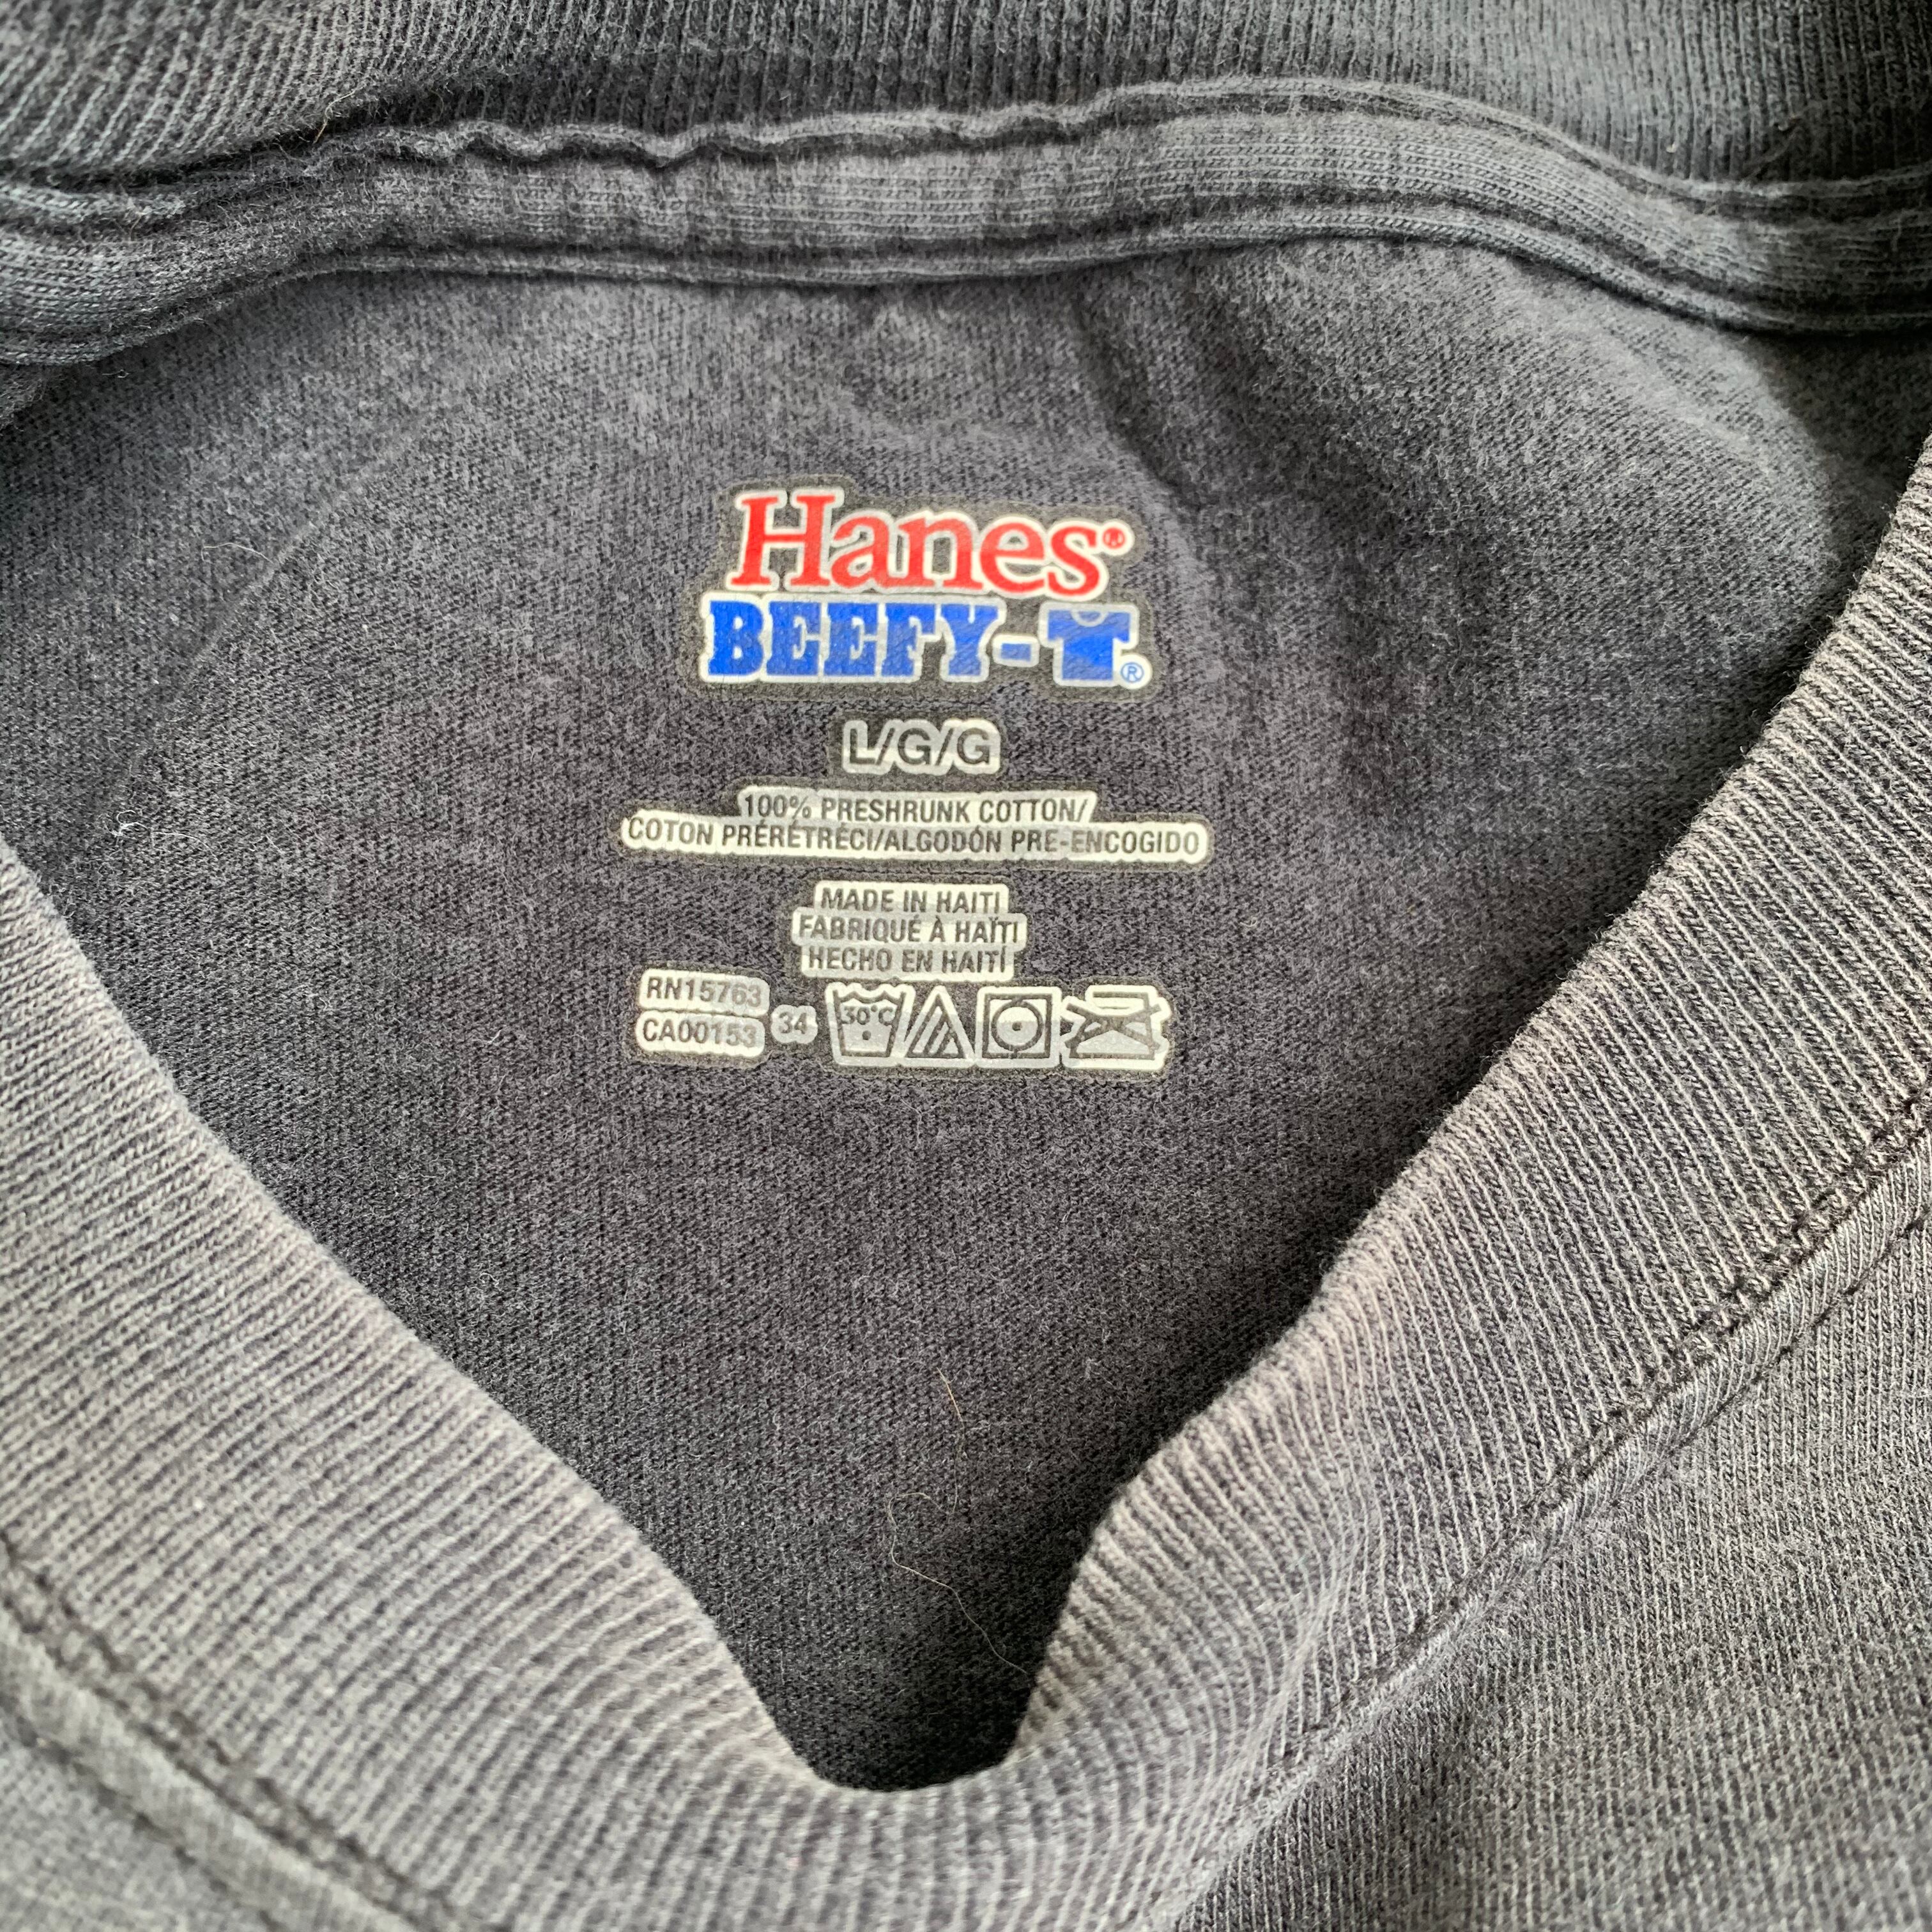 Hanes®
BEEFY-T®
L/G/G
100% PRESHRUNK COTTON/
COTON PRÉRÉTRÉCI/ALGODÓN PRE-ENCOGIDO
MADE IN HAITI
FABRIQUÉ À HAÏTI
HECHO EN HAITÍ
RN15763
CA00153
34
30°C